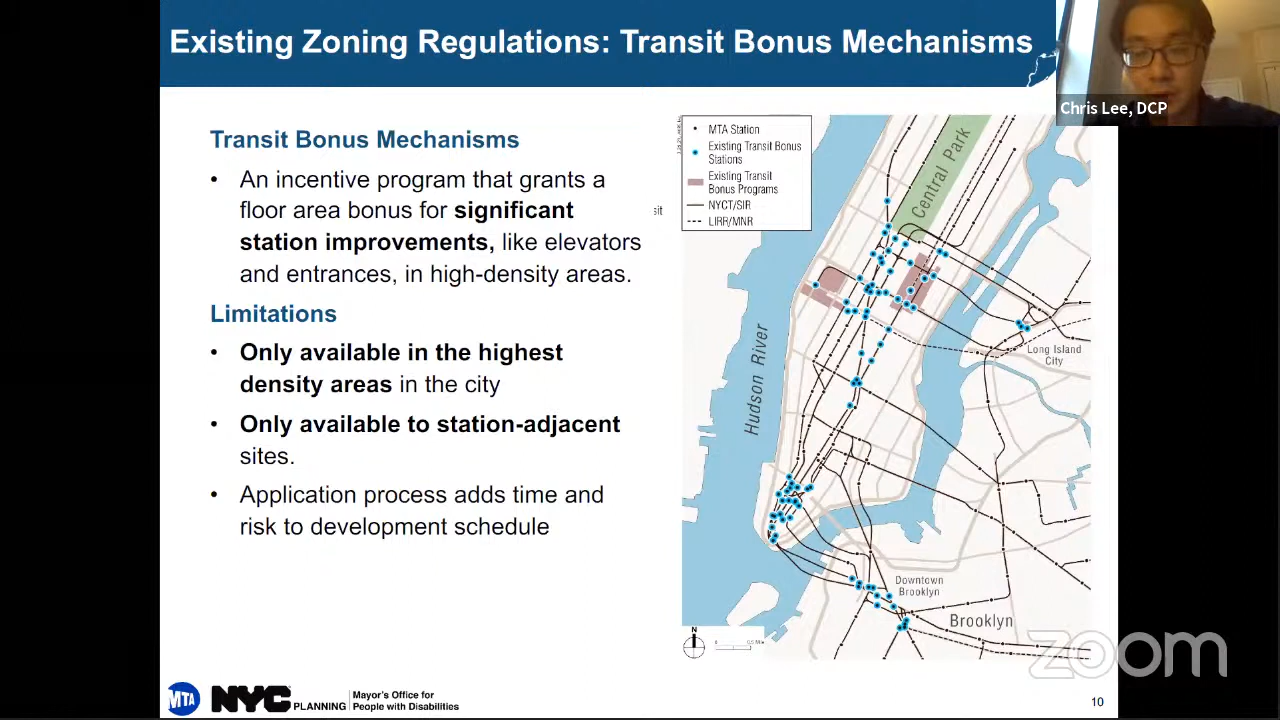 Existing Zoning Regulations: Transit Bonus Mechanisms
Chris Lee, DCP
Transit Bonus Mechanisms
• An incentive program that grants a
floor area bonus for significant
station improvements, like elevators
and entrances, in high-density areas.
Limitations
• Only available in the highest
density areas in the city
• Only available to station-adjacent
sites.
• Application process adds time and
risk to development schedule
sit
MTA Station
Existing Transit Bonus
Stations
Existing Transit
Bonus Programs
NYCT/SIR
LIRR/MNR
Central Park
Hudson River
Long Island
City
Downtown
Brooklyn
Brooklyn
N
zoom
MTA
NYC
PLANNING
Mayor's Office for
People with Disabilities
10